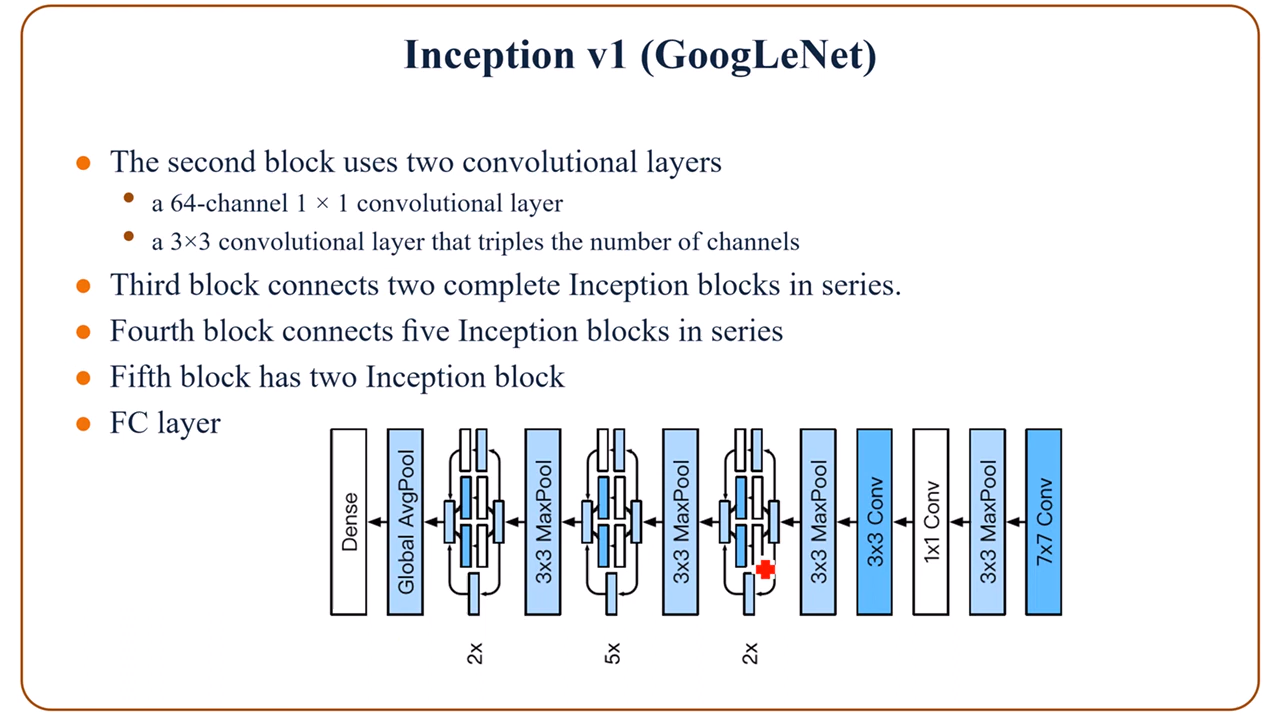 Inception v1 (GoogLeNet)
The second block uses two convolutional layers
a 64-channel 1 × 1 convolutional layer
a 3×3 convolutional layer that triples the number of channels
Third block connects two complete Inception blocks in series.
Fourth block connects five Inception blocks in series
Fifth block has two Inception block
FC layer
Dense
Global AvgPool
3x3 MaxPool
3x3 MaxPool
3x3 MaxPool
3x3 Conv
1x1 Conv
3x3 MaxPool
7x7 Conv
2x
5x
2x